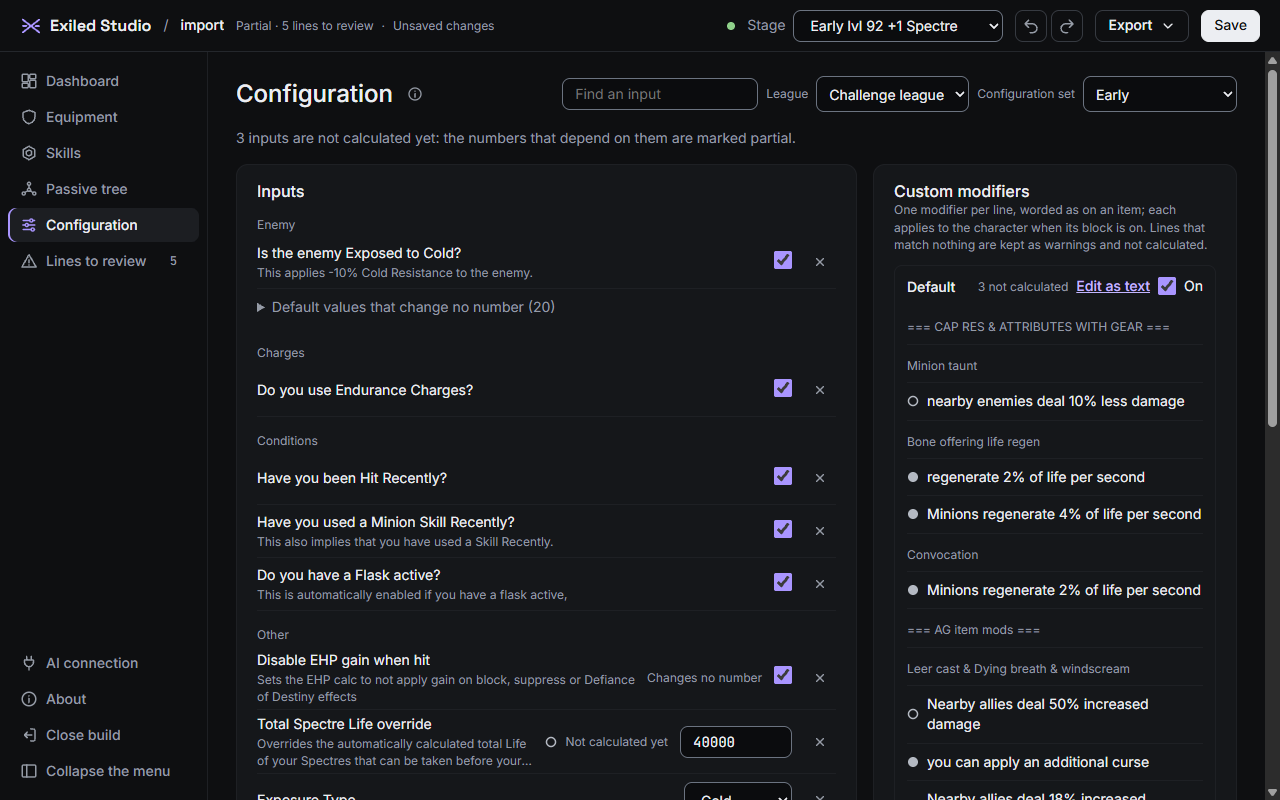 Exiled Studio / import Partial · 5 lines to review · Unsaved changes
Stage Early lvl 92 +1 Spectre Export Save
Dashboard
Equipment
Skills
Passive tree
Configuration
Lines to review 5
AI connection
About
Close build
Collapse the menu
Configuration
Find an input League Challenge league Configuration set Early
3 inputs are not calculated yet: the numbers that depend on them are marked partial.
Inputs
Enemy
Is the enemy Exposed to Cold?
This applies -10% Cold Resistance to the enemy.
Default values that change no number (20)
Charges
Do you use Endurance Charges?
Conditions
Have you been Hit Recently?
Have you used a Minion Skill Recently?
This also implies that you have used a Skill Recently.
Do you have a Flask active?
This is automatically enabled if you have a flask active,
Other
Disable EHP gain when hit
Sets the EHP calc to not apply gain on block, suppress or Defiance
of Destiny effects
Changes no number
Total Spectre Life override
Overrides the automatically calculated total Life
of your Spectres that can be taken before your...
Not calculated yet 40000
Exposure Type Cold
Custom modifiers
One modifier per line, worded as on an item; each
applies to the character when its block is on. Lines that
match nothing are kept as warnings and not calculated.
Default 3 not calculated Edit as text On
=== CAP RES & ATTRIBUTES WITH GEAR ===
Minion taunt
nearby enemies deal 10% less damage
Bone offering life regen
regenerate 2% of life per second
Minions regenerate 4% of life per second
Convocation
Minions regenerate 2% of life per second
=== AG item mods ===
Leer cast & Dying breath & windscream
Nearby allies deal 50% increased
damage
you can apply an additional curse
Nearby allies deal 18% increased